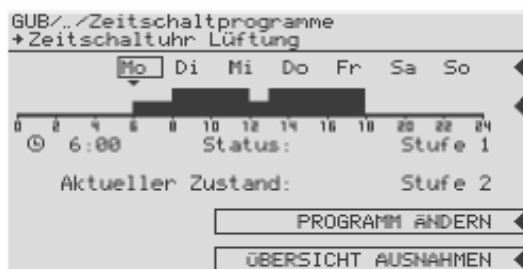 GUB/../Zeitschaltprogramme
Zeitschaltuhr Lüftung
Mo Di Mi Do Fr Sa So
0 2 4 6 8 10 12 14 16 18 20 22 24
6:00 Status: Stufe 1
Aktueller Zustand: Stufe 2
PROGRAMM ÄNDERN
ÜBERSICHT AUSNAHMEN